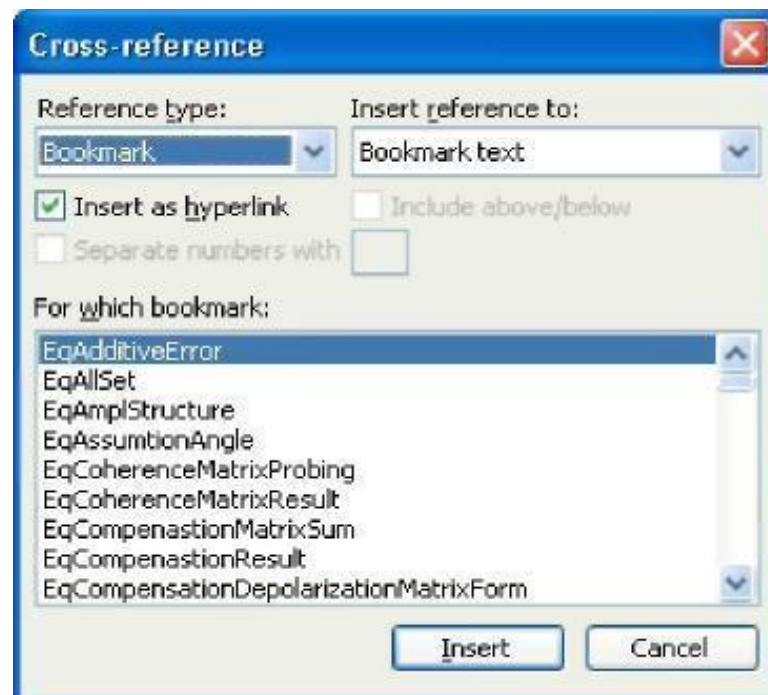 Cross-reference
Reference type: Insert reference to:
Bookmark Bookmark text
Insert as hyperlink Include above/below
Separate numbers with
For which bookmark:
EqAdditiveError
EqAllSet
EqAmplStructure
EqAssumtionAngle
EqCoherenceMatrixProbing
EqCoherenceMatrixResult
EqCompenastionMatrixSum
EqCompenastionResult
EqCompensationDepolarizationMatrixForm
Insert Cancel